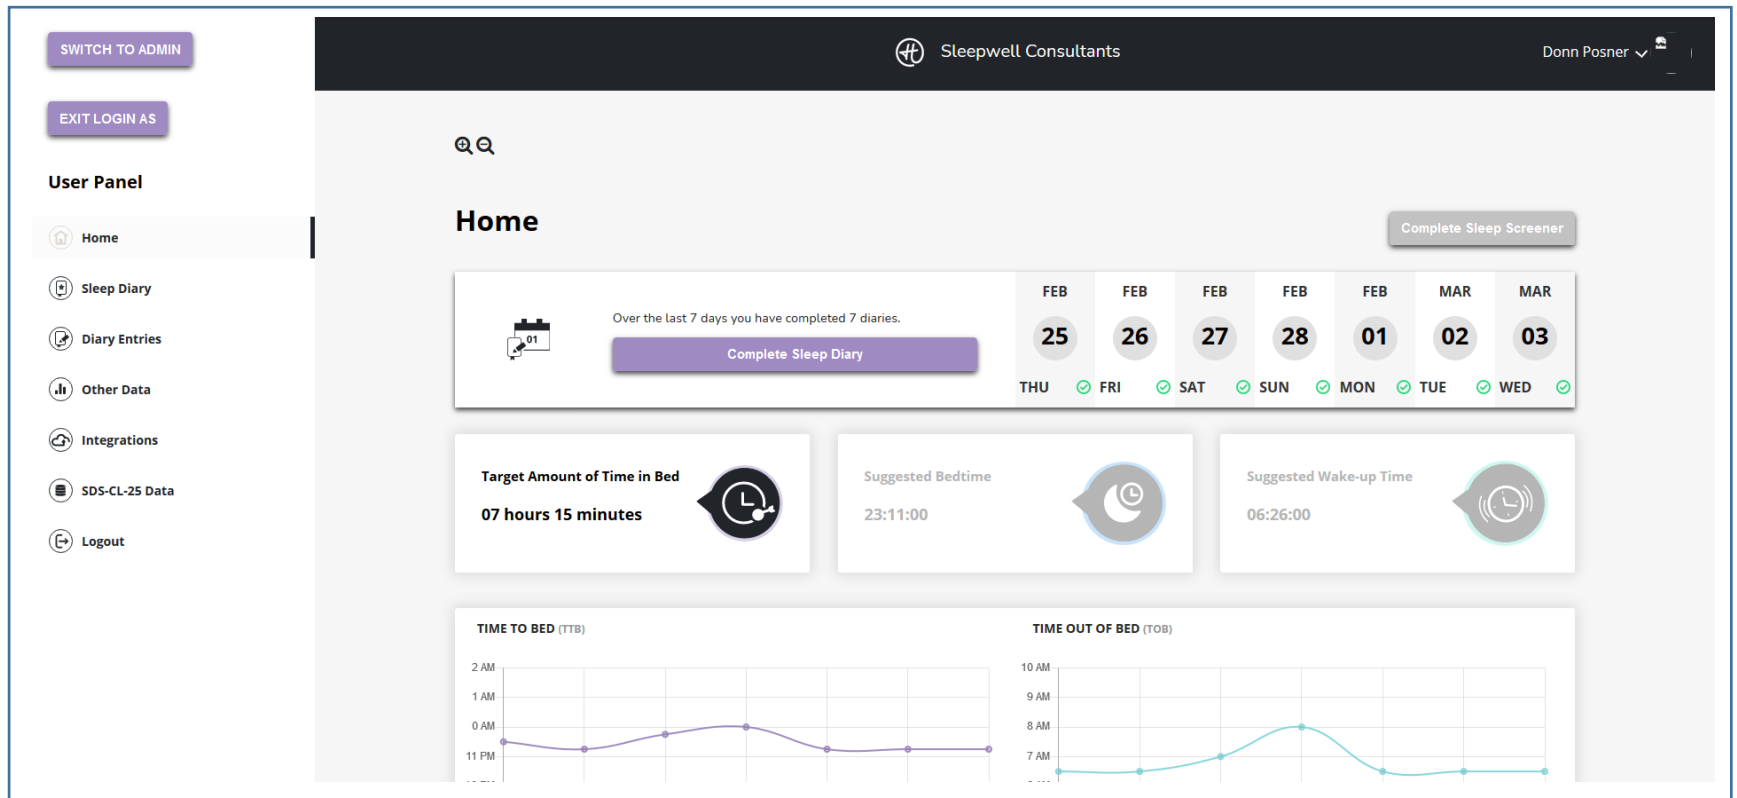 SWITCH TO ADMIN
EXIT LOGIN AS
User Panel
Home
Sleep Diary
Diary Entries
Other Data
Integrations
SDS-CL-25 Data
Logout
Sleepwell Consultants
Donn Posner
Home
Complete Sleep Screener
01
Over the last 7 days you have completed 7 diaries.
Complete Sleep Diary
FEB FEB FEB FEB FEB MAR MAR
25 26 27 28 01 02 03
THU FRI SAT SUN MON TUE WED
Target Amount of Time in Bed
07 hours 15 minutes
Suggested Bedtime
23:11:00
Suggested Wake-up Time
06:26:00
TIME TO BED (TTB)
2 AM
1 AM
0 AM
11 PM
TIME OUT OF BED (TOB)
10 AM
9 AM
8 AM
7 AM